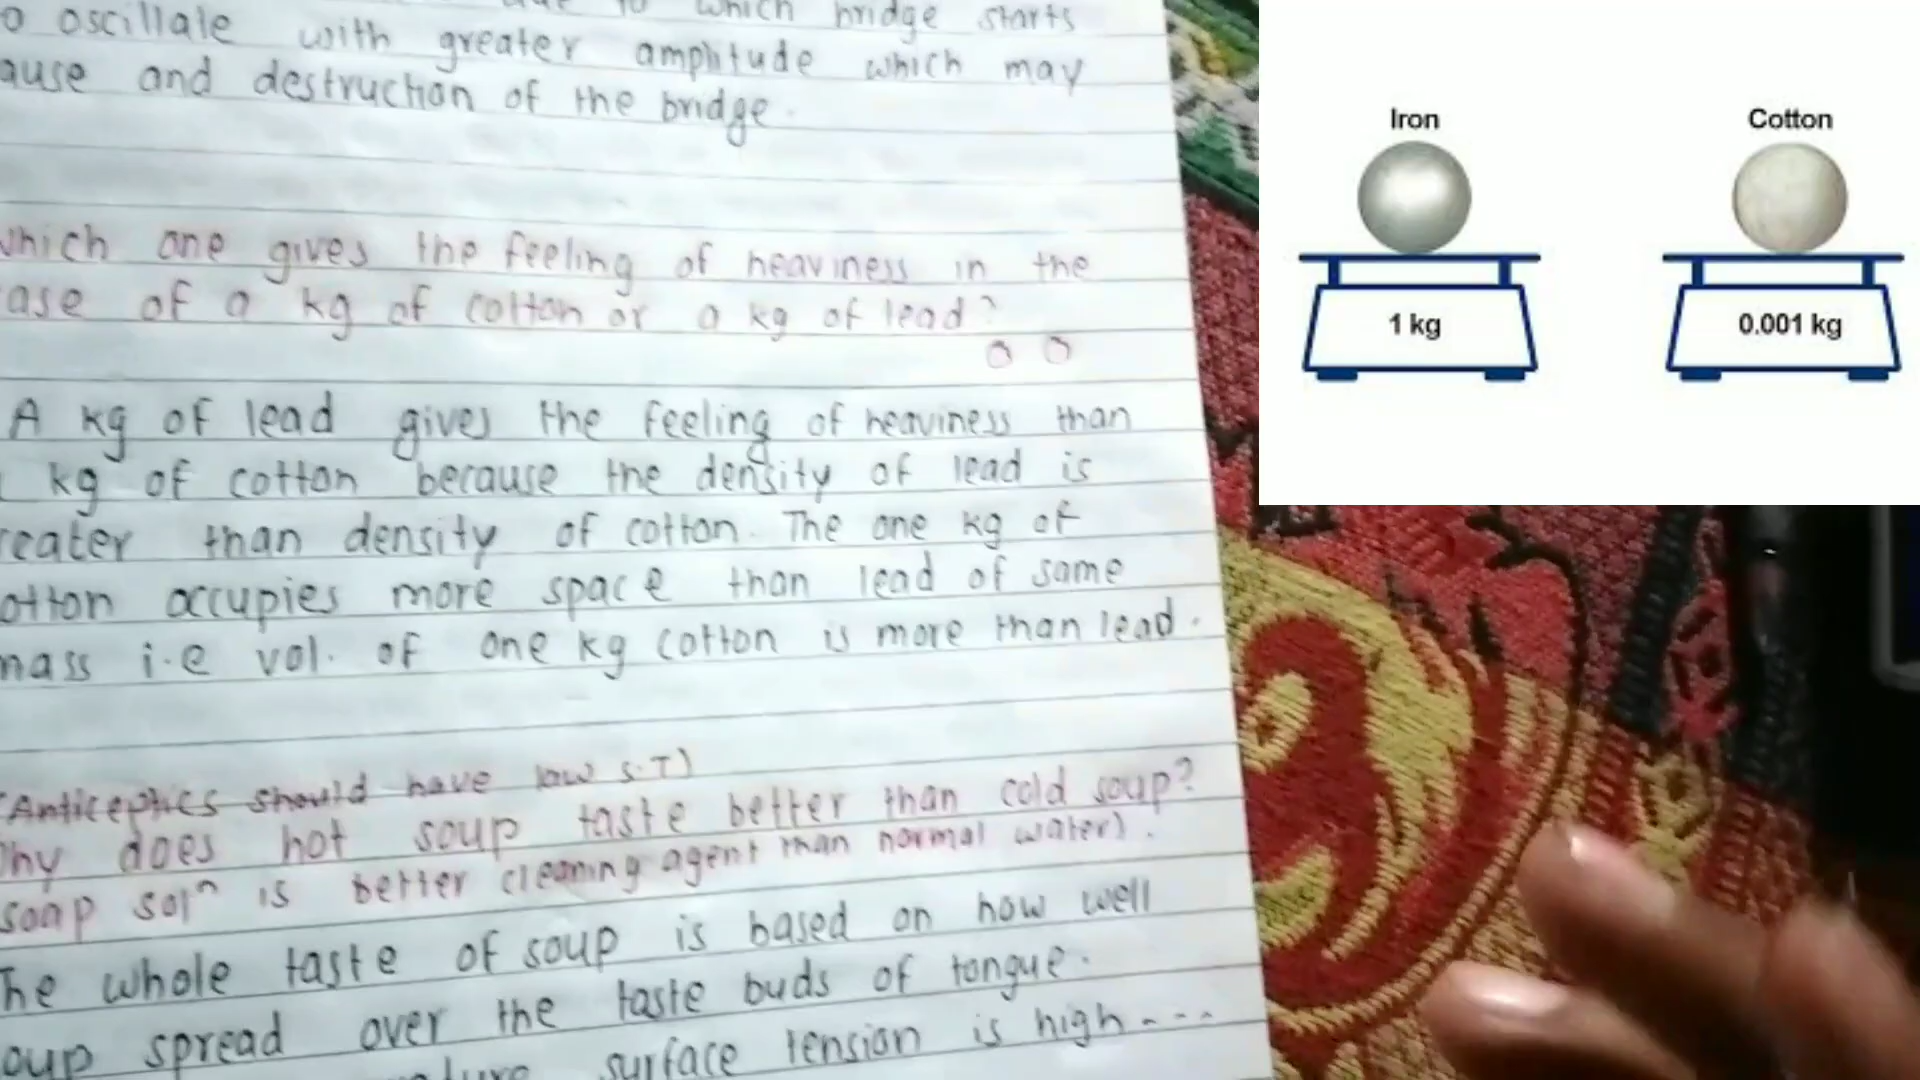 o oscillate with greater amplitude which may
ause and destruction of the bridge.
which one gives the feeling of heaviness in the
ase of a kg of cotton or a kg of lead?
A kg of lead gives the feeling of heaviness than
kg of cotton because the density of lead is
reater than density of cotton. The one kg of
otton occupies more space than lead of same
mass i.e vol. of one kg cotton is more than lead.
(Anticeptics should have low S.T)
hy does hot soup taste better than cold soup?
soap solⁿ is better cleaning agent than normal water).
The whole taste of soup is based on how well
oup spread over the taste buds of tongue.
surface tension is high ---
Iron
Cotton
1 kg
0.001 kg